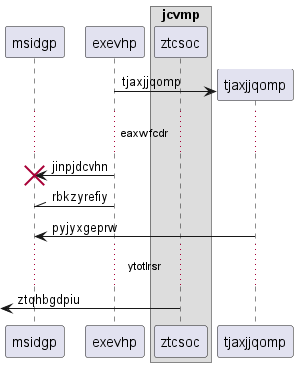 jcvmp
msidgp exevhp ztcsoc
tjaxjjqomp tjaxjjqomp
eaxwfcdr
jinpjdcvhn
rbkzyrefiy
pyjyxgeprw
ytotlrsr
ztqhbgdpiu
msidgp exevhp ztcsoc tjaxjjqomp